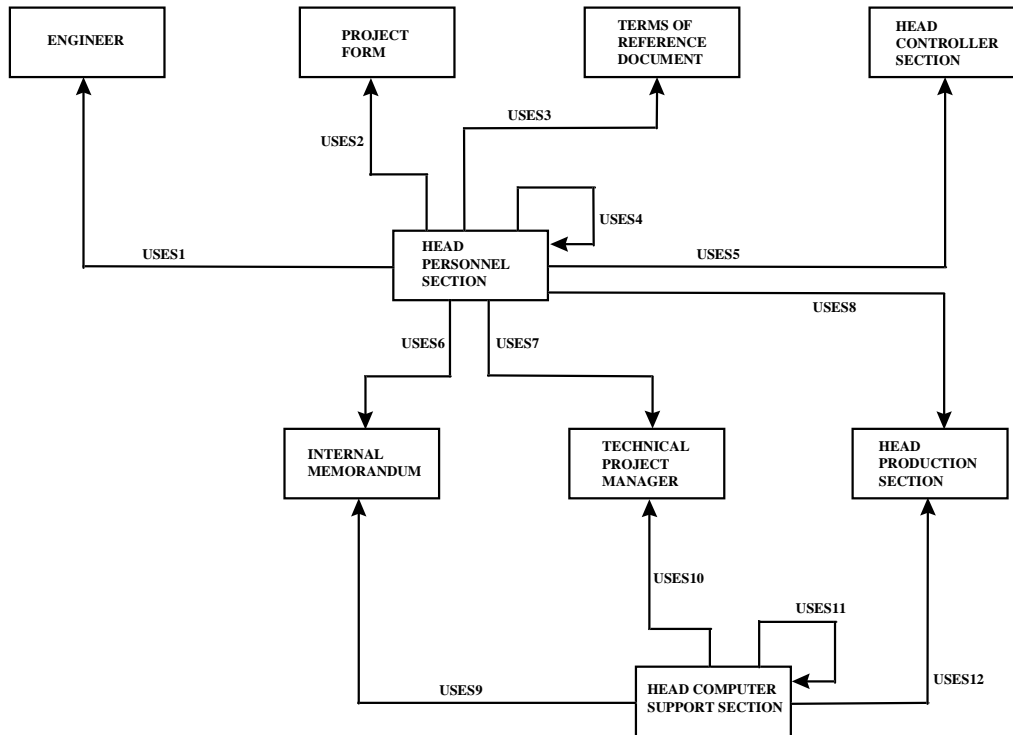 ENGINEER
PROJECT
FORM
TERMS OF
REFERENCE
DOCUMENT
HEAD
CONTROLLER
SECTION
USES3
USES2
USES4
USES1
HEAD
PERSONNEL
SECTION
USES5
USES8
USES6
USES7
INTERNAL
MEMORANDUM
TECHNICAL
PROJECT
MANAGER
HEAD
PRODUCTION
SECTION
USES10
USES11
USES9
HEAD COMPUTER
SUPPORT SECTION
USES12